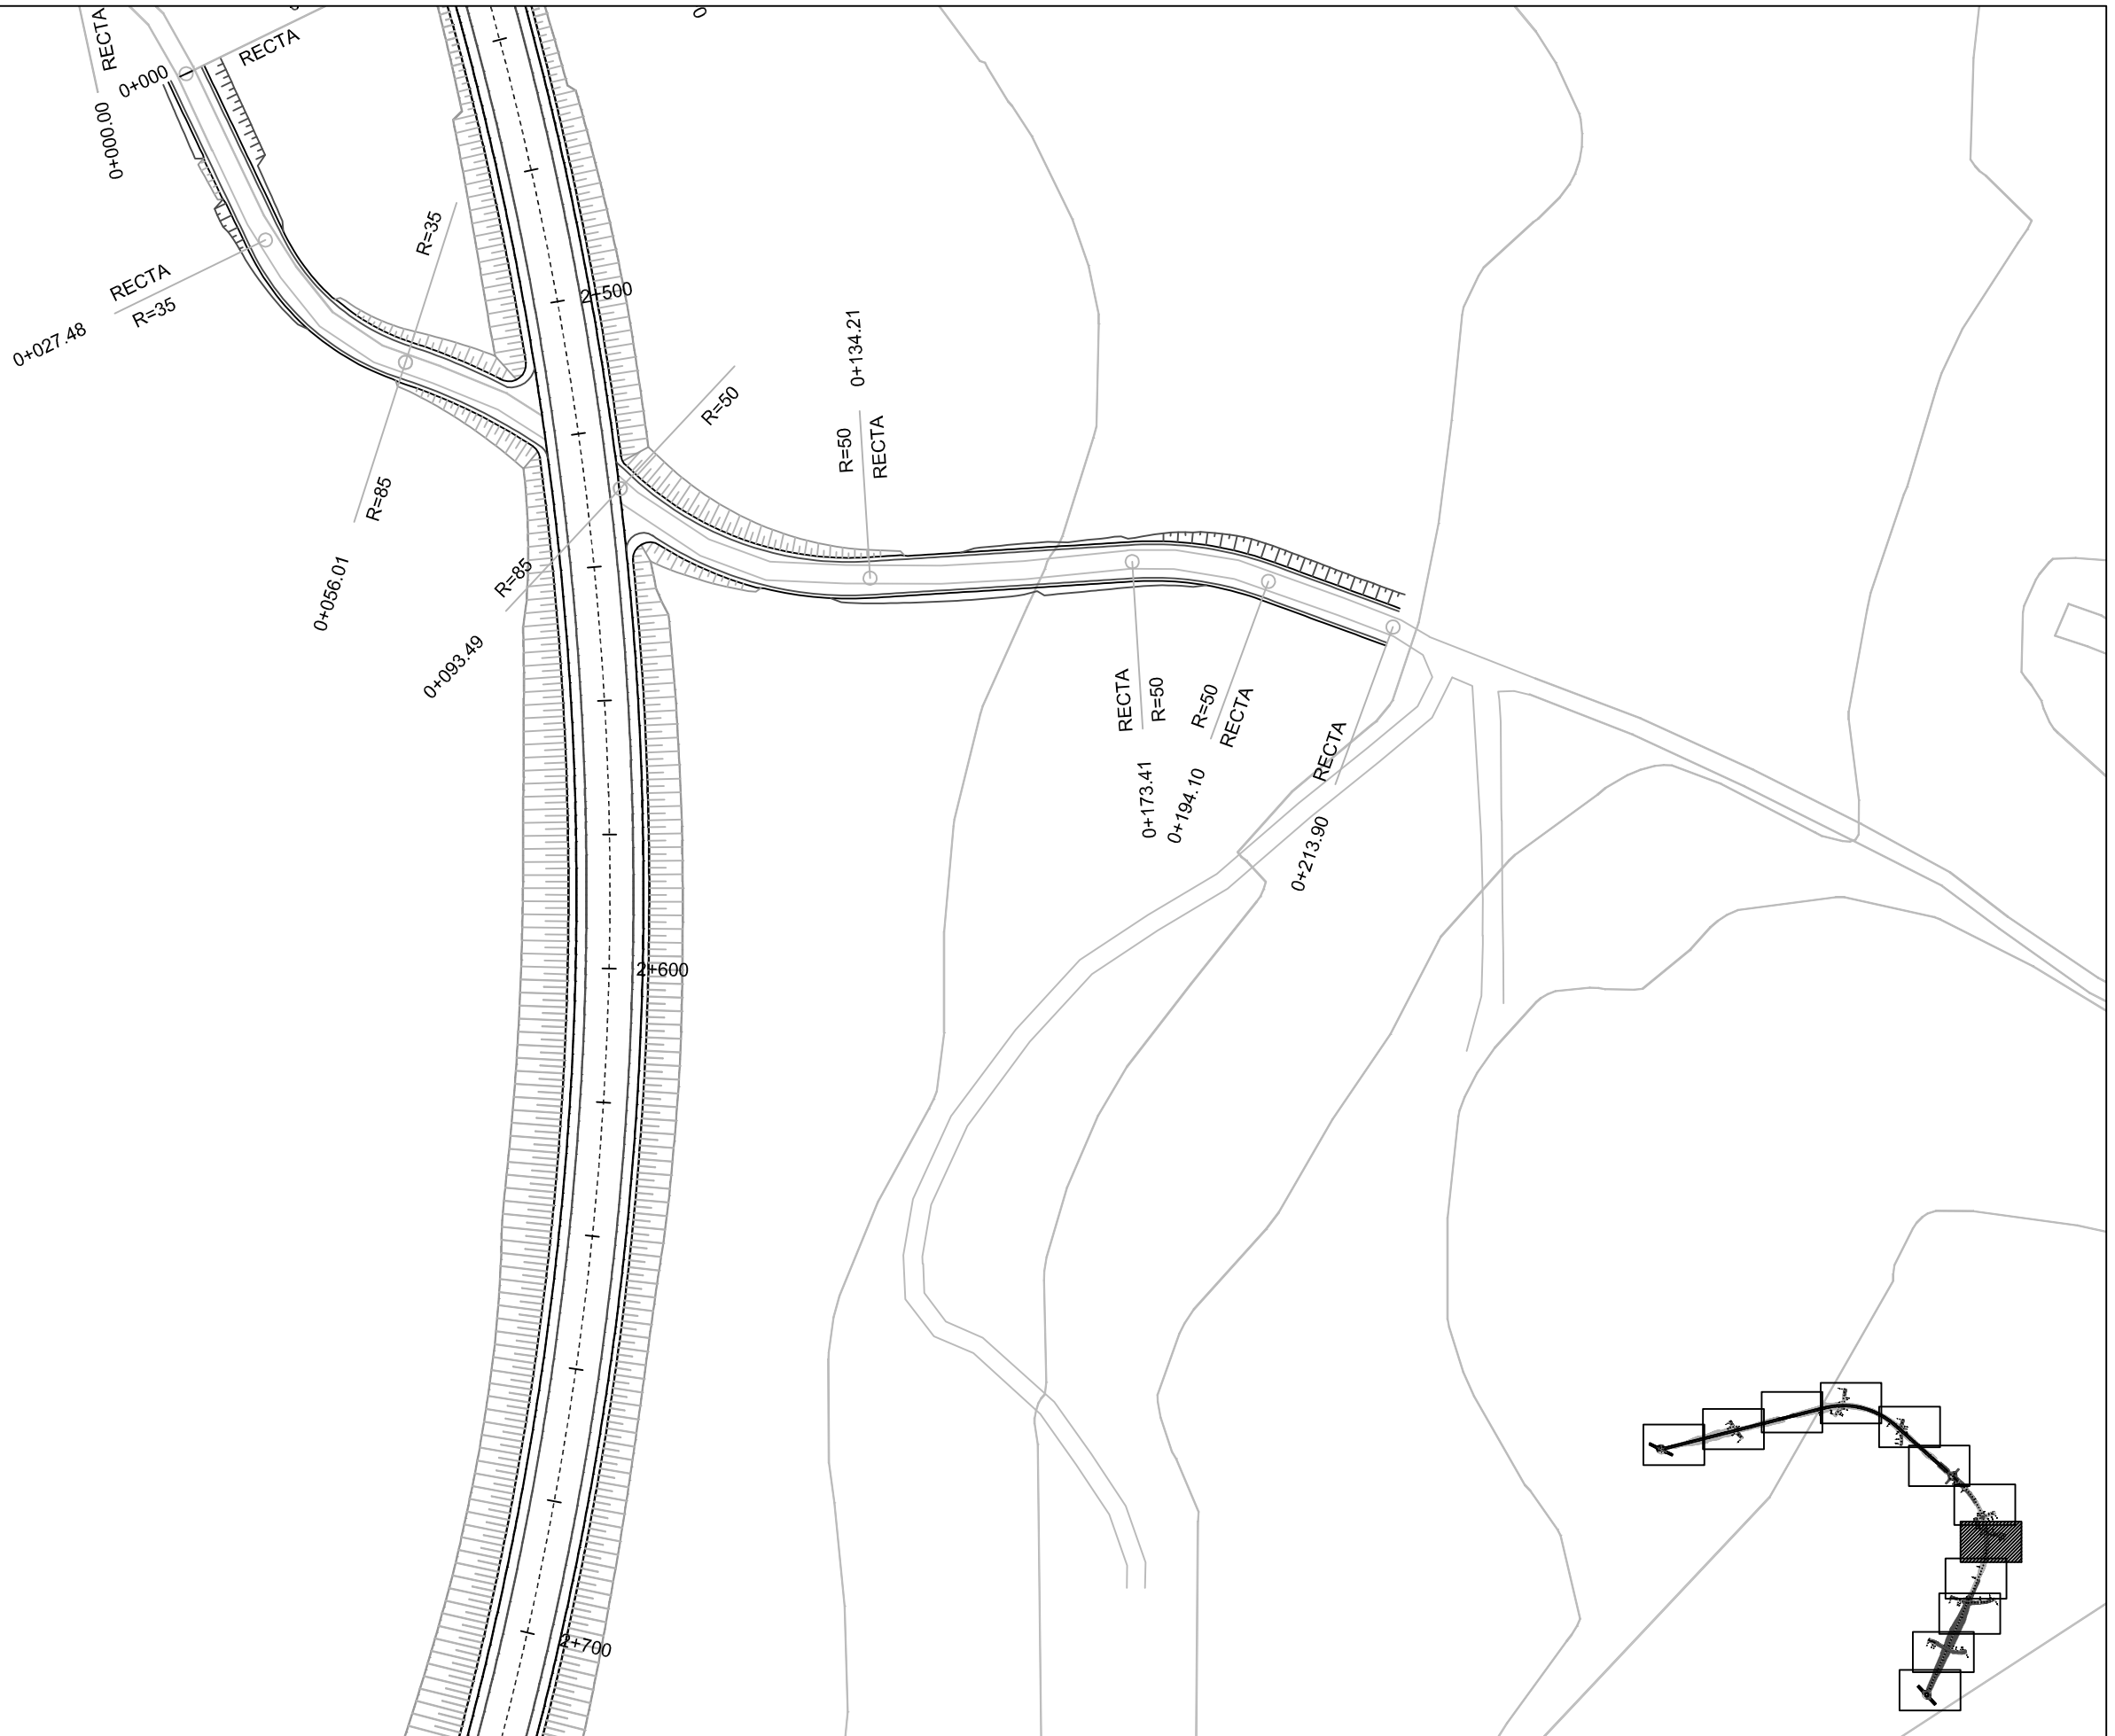 RECTA
0+000.00
0+000
RECTA
RECTA
R=35
0+027.48
R=35
R=85
0+056.01
2+500
R=50
R=85
0+093.49
0+134.21
R=50
RECTA
RECTA
R=50
0+173.41
R=50
RECTA
0+194.10
RECTA
0+213.90
2+600
2+700